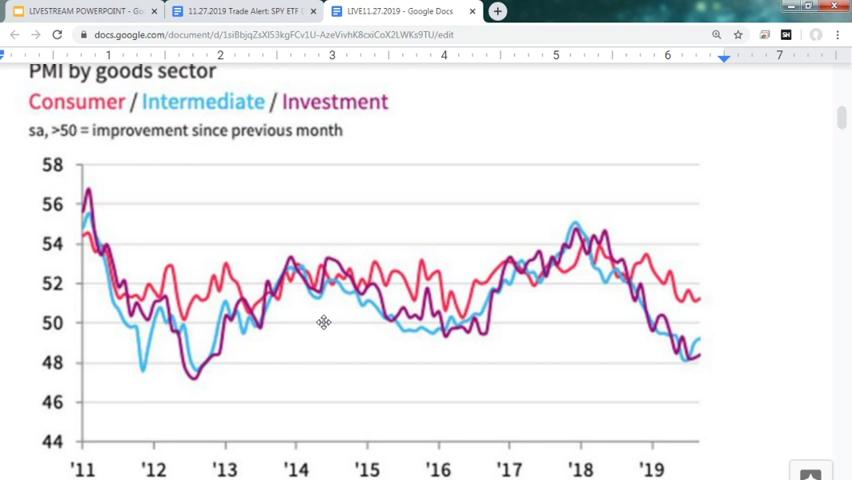 LIVESTREAM POWERPOINT - Go
11.27.2019 Trade Alert: SPY ETF
LIVE11.27.2019 - Google Docs
docs.google.com/document/d/1siBbjqZsXI53kgFCv1U-AzeVivhK8cxiCoX2LWKs9TU/edit
1 2 3 4 5 6 7
PMI by goods sector
Consumer / Intermediate / Investment
sa, >50 = improvement since previous month
58
56
54
52
50
48
46
44
'11 '12 '13 '14 '15 '16 '17 '18 '19